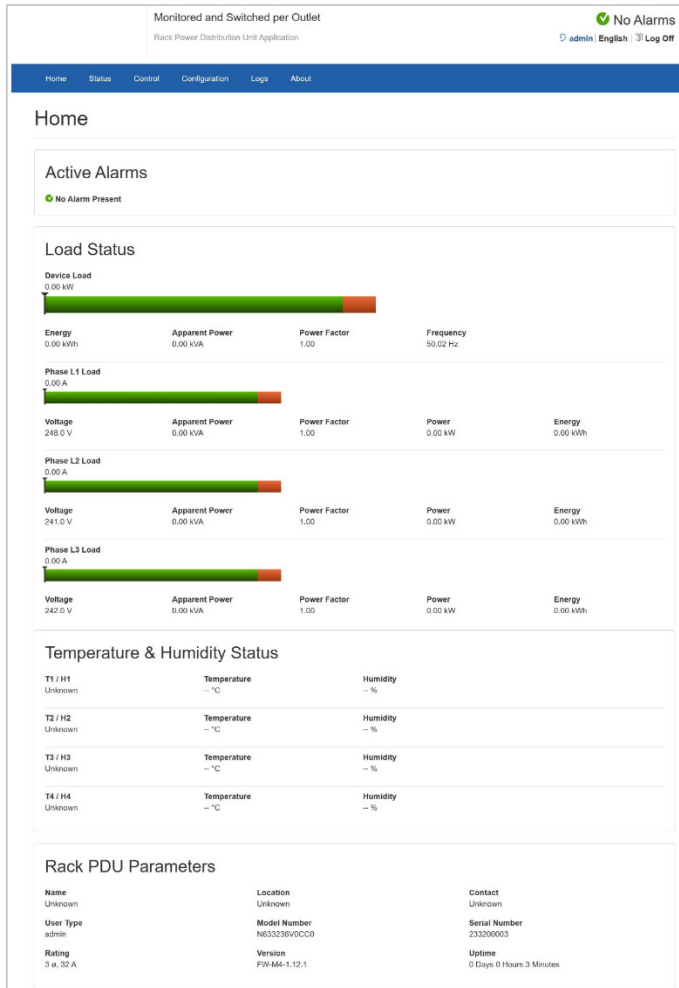 Monitored and Switched per Outlet
No Alarms
Rack Power Distribution Unit Application
admin English Log Off
Home Status Control Configuration Logs About
Home
Active Alarms
No Alarm Present
Load Status
Device Load
0.00 kW
Energy Apparent Power Power Factor Frequency
0.00 kWh 0.00 kVA 1.00 50.02 Hz
Phase L1 Load
0.00 A
Voltage Apparent Power Power Factor Power Energy
248.0 V 0.00 kVA 1.00 0.00 kW 0.00 kWh
Phase L2 Load
0.00 A
Voltage Apparent Power Power Factor Power Energy
241.0 V 0.00 kVA 1.00 0.00 kW 0.00 kWh
Phase L3 Load
0.00 A
Voltage Apparent Power Power Factor Power Energy
242.0 V 0.00 kVA 1.00 0.00 kW 0.00 kWh
Temperature & Humidity Status
T1 / H1 Temperature Humidity
Unknown -- °C -- %
T2 / H2 Temperature Humidity
Unknown -- °C -- %
T3 / H3 Temperature Humidity
Unknown -- °C -- %
T4 / H4 Temperature Humidity
Unknown -- °C -- %
Rack PDU Parameters
Name Location Contact
Unknown Unknown Unknown
User Type Model Number Serial Number
admin N633236V0CC0 233200003
Rating Version Uptime
3 ø, 32 A FW-M4-1.12.1 0 Days 0 Hours 3 Minutes